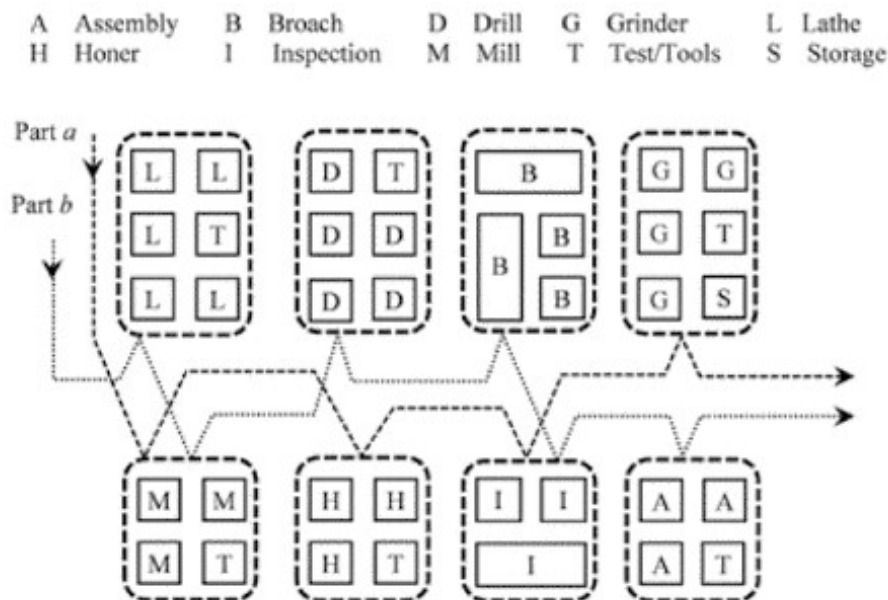 A Assembly B Broach D Drill G Grinder L Lathe
H Honer I Inspection M Mill T Test/Tools S Storage
Part a
L L D T B G G
Part b
L T D D B B G T
L L D D B G S
M M H H I I A A
M T H T I A T